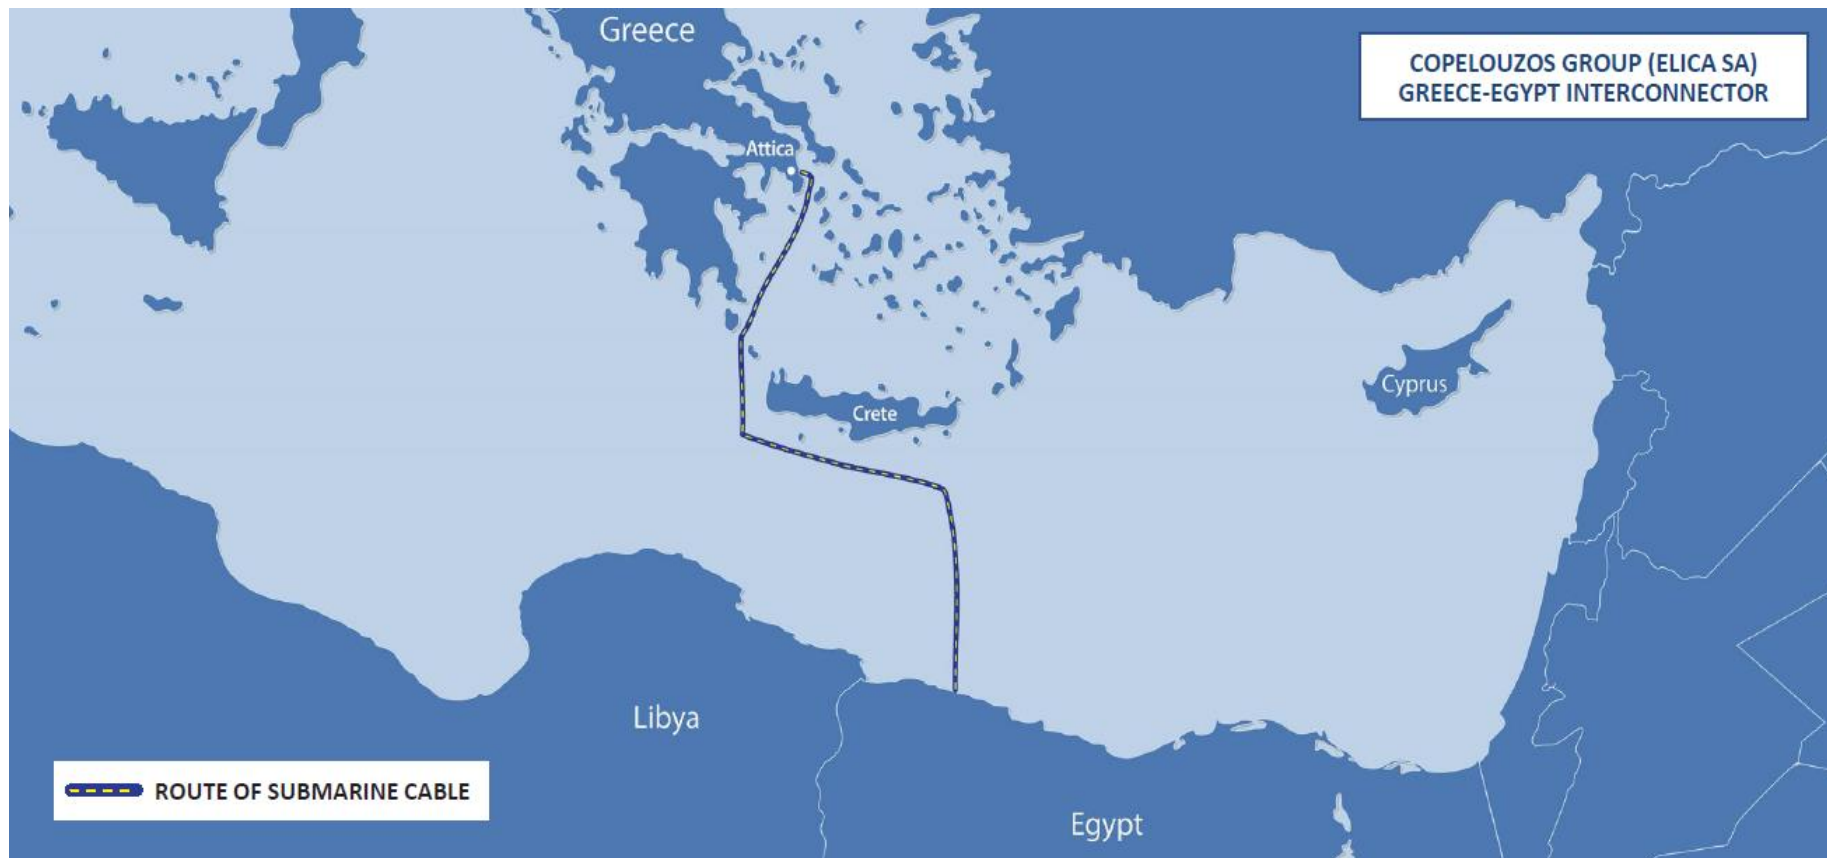 Greece
COPELOUZOS GROUP (ELICA SA)
GREECE-EGYPT INTERCONNECTOR
Attica
Cyprus
Crete
Libya
ROUTE OF SUBMARINE CABLE
Egypt